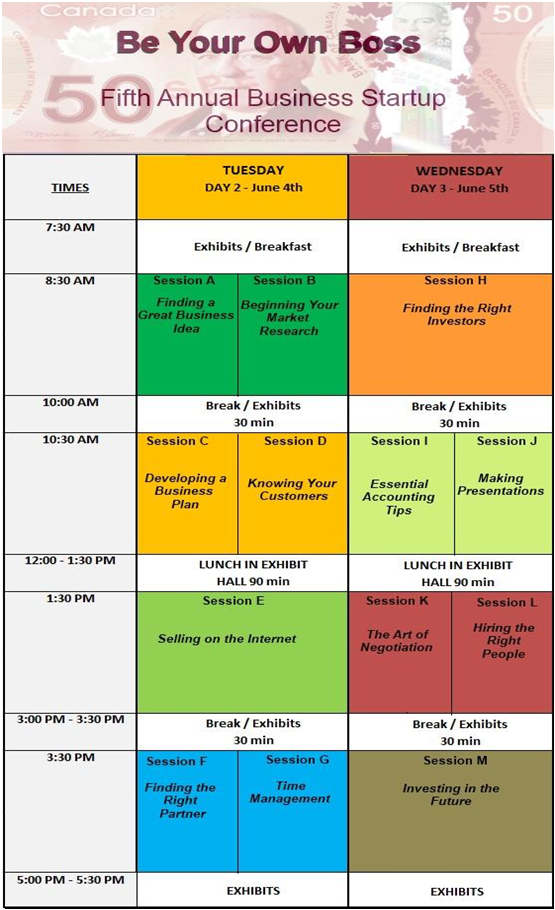 Canada
50
Be Your Own Boss
50
Fifth Annual Business Startup
Conference
TIMES
TUESDAY
DAY 2 - June 4th
WEDNESDAY
DAY 3 - June 5th
7:30 AM
Exhibits / Breakfast
Exhibits / Breakfast
8:30 AM
Session A
Finding a
Great Business
Idea
Session B
Beginning Your
Market
Research
Session H
Finding the Right
Investors
10:00 AM
Break / Exhibits
30 min
Break / Exhibits
30 min
10:30 AM
Session C
Developing a
Business
Plan
Session D
Knowing Your
Customers
Session I
Essential
Accounting
Tips
Session J
Making
Presentations
12:00 - 1:30 PM
LUNCH IN EXHIBIT
HALL 90 min
LUNCH IN EXHIBIT
HALL 90 min
1:30 PM
Session E
Selling on the Internet
Session K
The Art of
Negotiation
Session L
Hiring the
Right
People
3:00 PM - 3:30 PM
Break / Exhibits
30 min
Break / Exhibits
30 min
3:30 PM
Session F
Finding the
Right
Partner
Session G
Time
Management
Session M
Investing in the
Future
5:00 PM - 5:30 PM
EXHIBITS
EXHIBITS